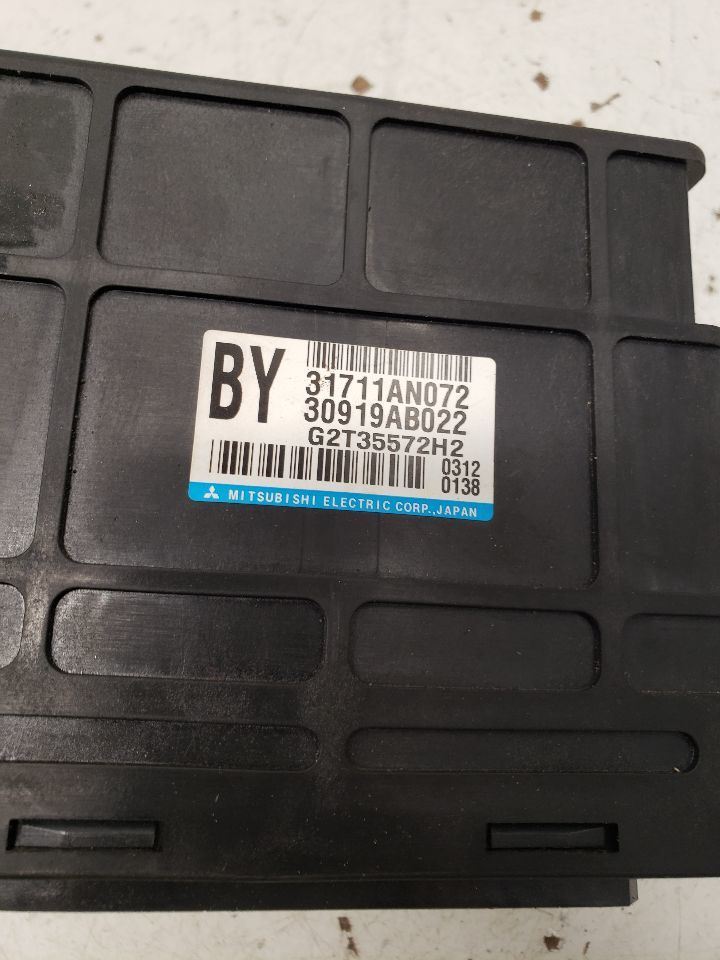 BY
31711AN072
30919AB022
G2T35572H2
0312
0138
MITSUBISHI ELECTRIC CORP.,JAPAN